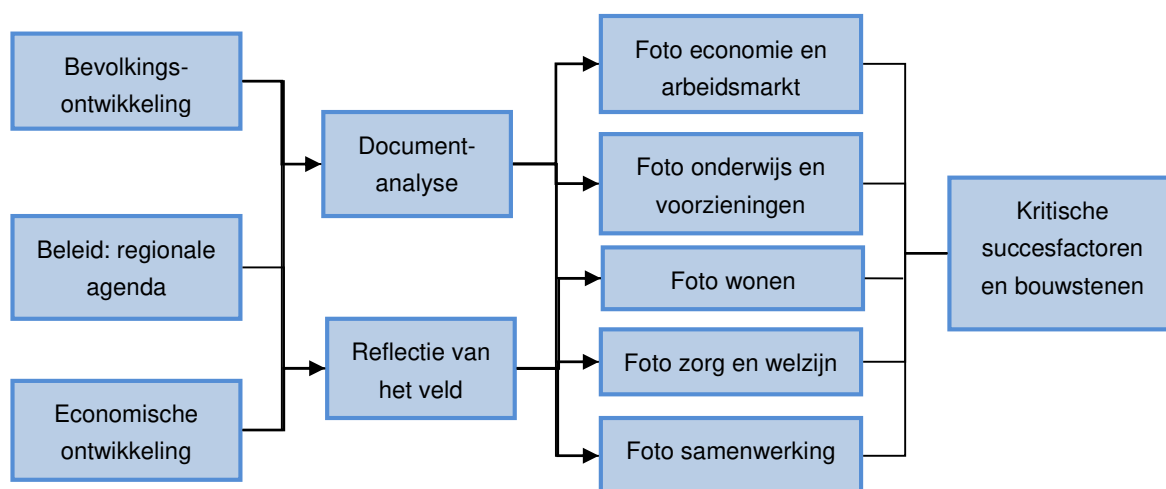 Bevolkings-
ontwikkeling
Beleid: regionale
agenda
Economische
ontwikkeling
Document-
analyse
Reflectie van
het veld
Foto economie en
arbeidsmarkt
Foto onderwijs en
voorzieningen
Foto wonen
Foto zorg en welzijn
Foto samenwerking
Kritische
succesfactoren
en bouwstenen